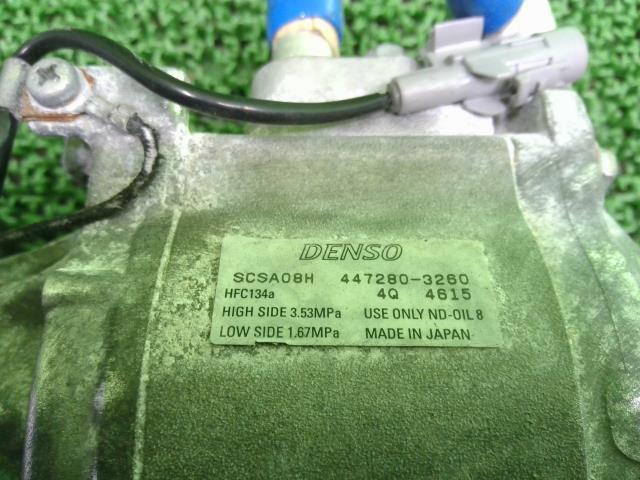 DENSO
SCSA08H 447280-3260
HFC134a 4Q 4615
HIGH SIDE 3.53MPa USE ONLY ND-OIL 8
LOW SIDE 1.67MPa MADE IN JAPAN